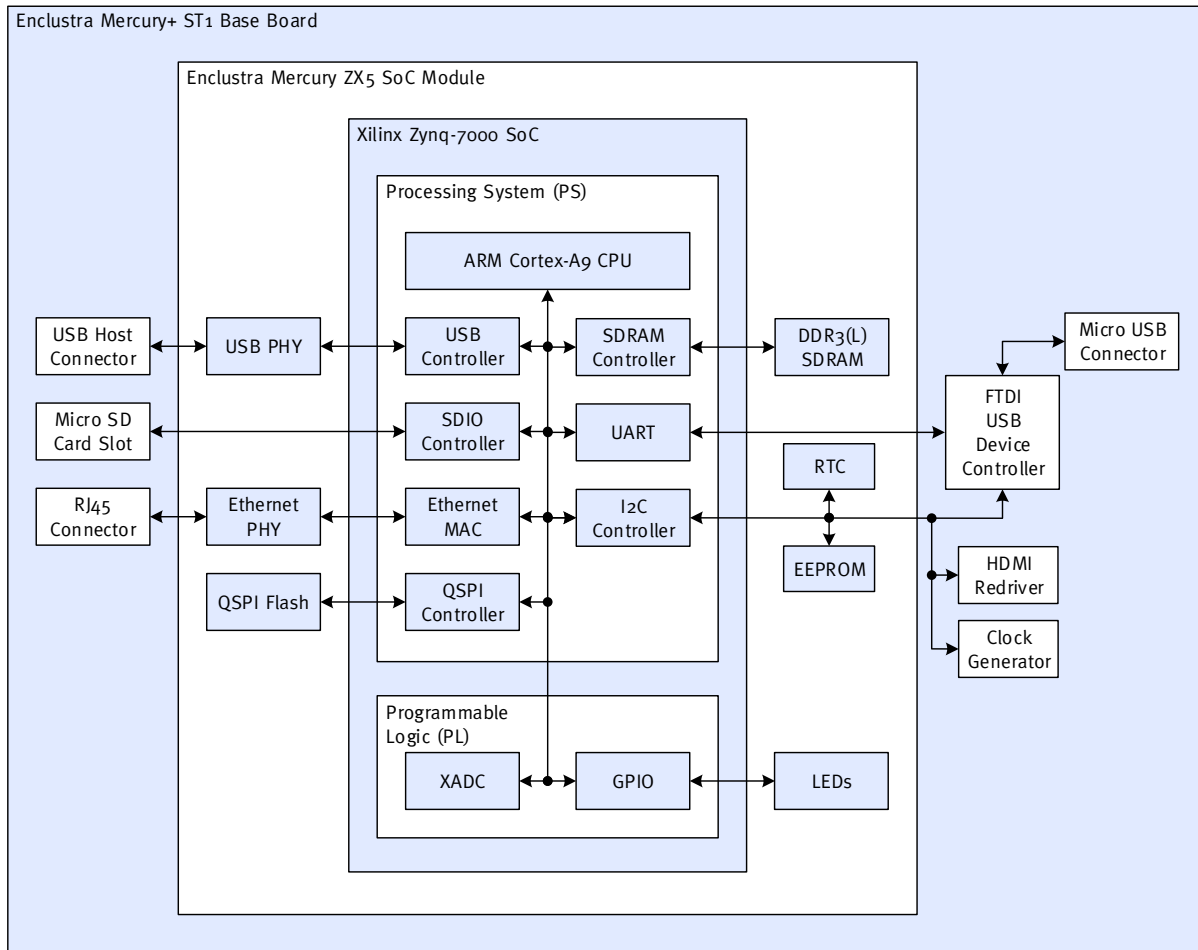 Enclustra Mercury+ ST1 Base Board
Enclustra Mercury ZX5 SoC Module
Xilinx Zynq-7000 SoC
Processing System (PS)
ARM Cortex-A9 CPU
USB Host
Connector
USB PHY
USB
Controller
SDRAM
Controller
DDR3(L)
SDRAM
Micro USB
Connector
Micro SD
Card Slot
SDIO
Controller
UART
FTDI
USB
Device
Controller
RTC
RJ45
Connector
Ethernet
PHY
Ethernet
MAC
I2C
Controller
EEPROM
HDMI
Redriver
QSPI Flash
QSPI
Controller
Clock
Generator
Programmable
Logic (PL)
XADC
GPIO
LEDs